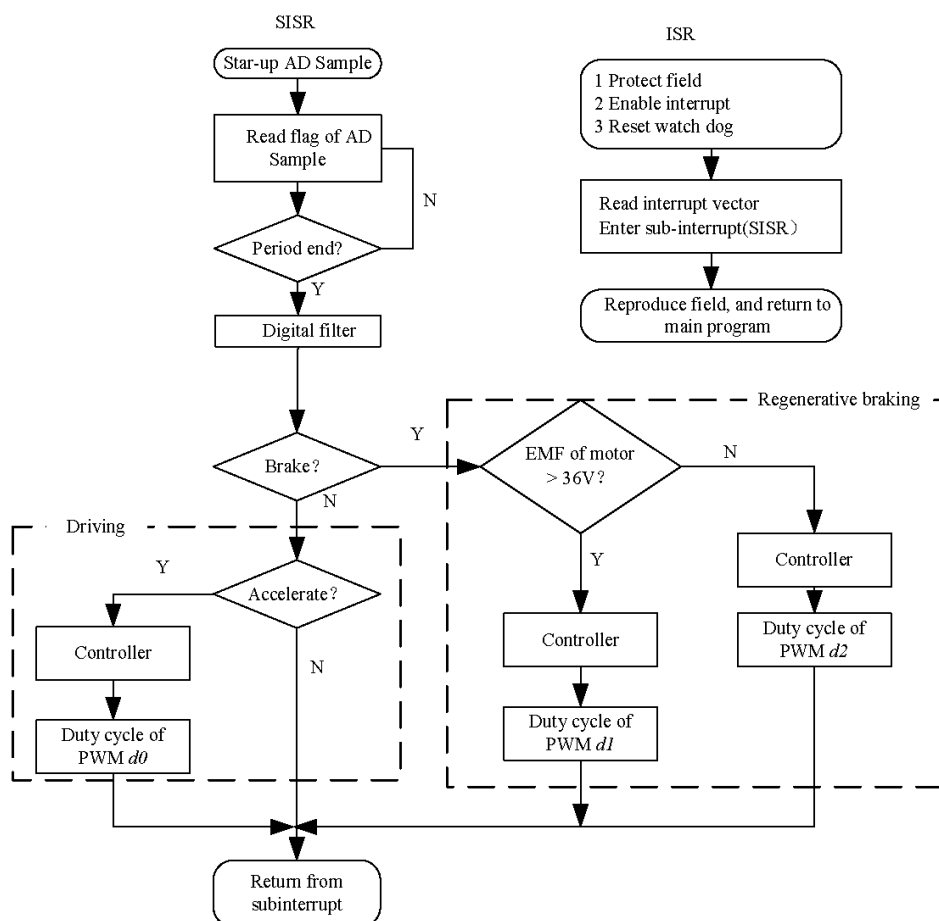 SISR
Star-up AD Sample
Read flag of AD
Sample
N
Period end?
Y
Digital filter
Brake?
Y
N
Driving
Y
Accelerate?
N
Controller
Duty cycle of
PWM d0
Regenerative braking
EMF of motor
> 36V?
N
Y
Controller
Duty cycle of
PWM d1
Controller
Duty cycle of
PWM d2
Return from
subinterrupt
ISR
1 Protect field
2 Enable interrupt
3 Reset watch dog
Read interrupt vector
Enter sub-interrupt(SISR)
Reproduce field, and return to
main program